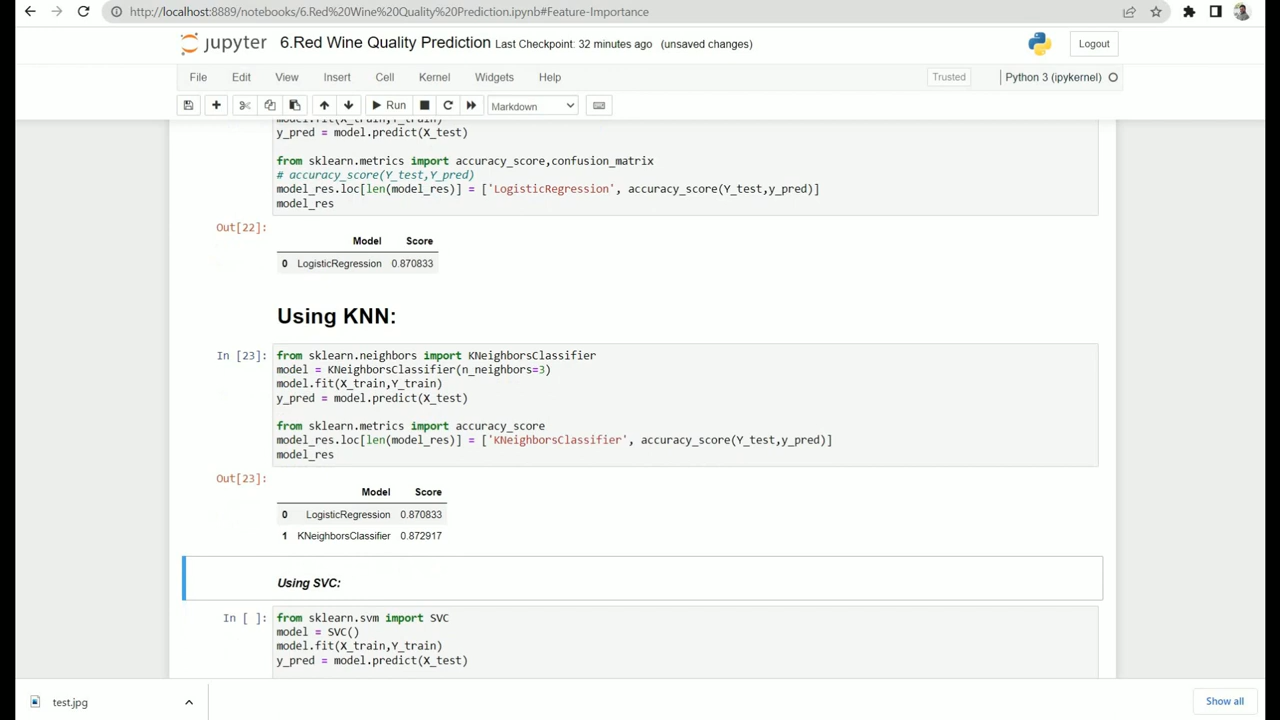 http://localhost:8889/notebooks/6.Red%20Wine%20Quality%20Prediction.ipynb#Feature-Importance
jupyter 6.Red Wine Quality Prediction Last Checkpoint: 32 minutes ago (unsaved changes) Logout
File Edit View Insert Cell Kernel Widgets Help Trusted Python 3 (ipykernel)
Run Markdown
model.fit(X_train,Y_train)
y_pred = model.predict(X_test)
from sklearn.metrics import accuracy_score,confusion_matrix
# accuracy_score(Y_test,Y_pred)
model_res.loc[len(model_res)] = ['LogisticRegression', accuracy_score(Y_test,y_pred)]
model_res
Out[22]:
Model Score
0 LogisticRegression 0.870833
Using KNN:
In [23]: from sklearn.neighbors import KNeighborsClassifier
model = KNeighborsClassifier(n_neighbors=3)
model.fit(X_train,Y_train)
y_pred = model.predict(X_test)
from sklearn.metrics import accuracy_score
model_res.loc[len(model_res)] = ['KNeighborsClassifier', accuracy_score(Y_test,y_pred)]
model_res
Out[23]:
Model Score
0 LogisticRegression 0.870833
1 KNeighborsClassifier 0.872917
Using SVC:
In [ ]: from sklearn.svm import SVC
model = SVC()
model.fit(X_train,Y_train)
y_pred = model.predict(X_test)
test.jpg Show all